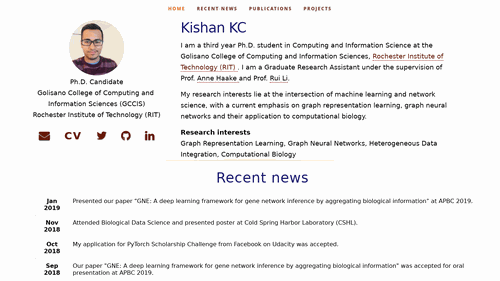 HOME RECENT NEWS PUBLICATIONS PROJECTS
Kishan KC
I am a third year Ph.D. student in Computing and Information Science at the
Golisano College of Computing and Information Sciences, Rochester Institute of
Technology (RIT) . I am a Graduate Research Assistant under the supervision of
Prof. Anne Haake and Prof. Rui Li.
My research interests lie at the intersection of machine learning and network
science, with a current emphasis on graph representation learning, graph neural
networks and their application to computational biology.
Research interests
Graph Representation Learning, Graph Neural Networks, Heterogeneous Data
Integration, Computational Biology
Ph.D. Candidate
Golisano College of Computing and
Information Sciences (GCCIS)
Rochester Institute of Technology (RIT)
CV
Recent news
Jan
2019
Presented our paper "GNE: A deep learning framework for gene network inference by aggregating biological information" at APBC 2019.
Nov
2018
Attended Biological Data Science and presented poster at Cold Spring Harbor Laboratory (CSHL).
Oct
2018
My application for PyTorch Scholarship Challenge from Facebook on Udacity was accepted.
Sep
2018
Our paper "GNE: A deep learning framework for gene network inference by aggregating biological information" was accepted for oral
presentation at APBC 2019.